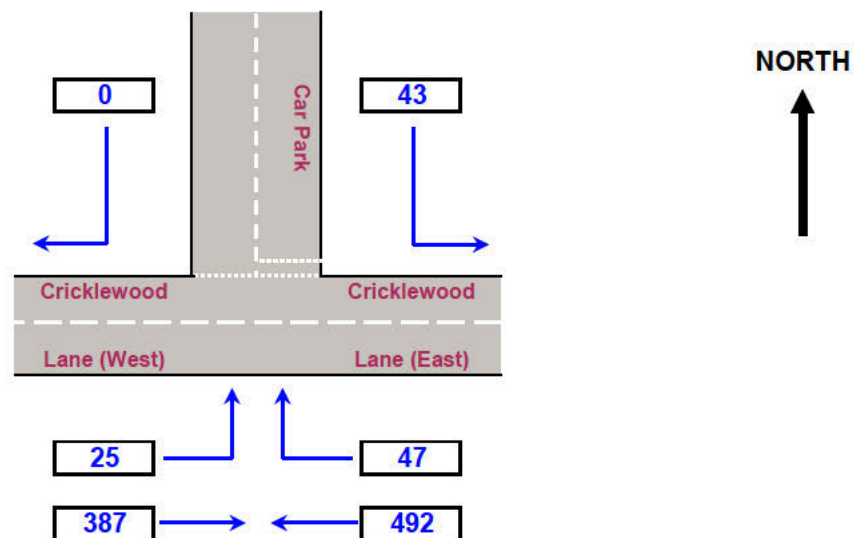 NORTH
0
43
Car Park
Cricklewood
Cricklewood
Lane (West)
Lane (East)
25
47
387
492